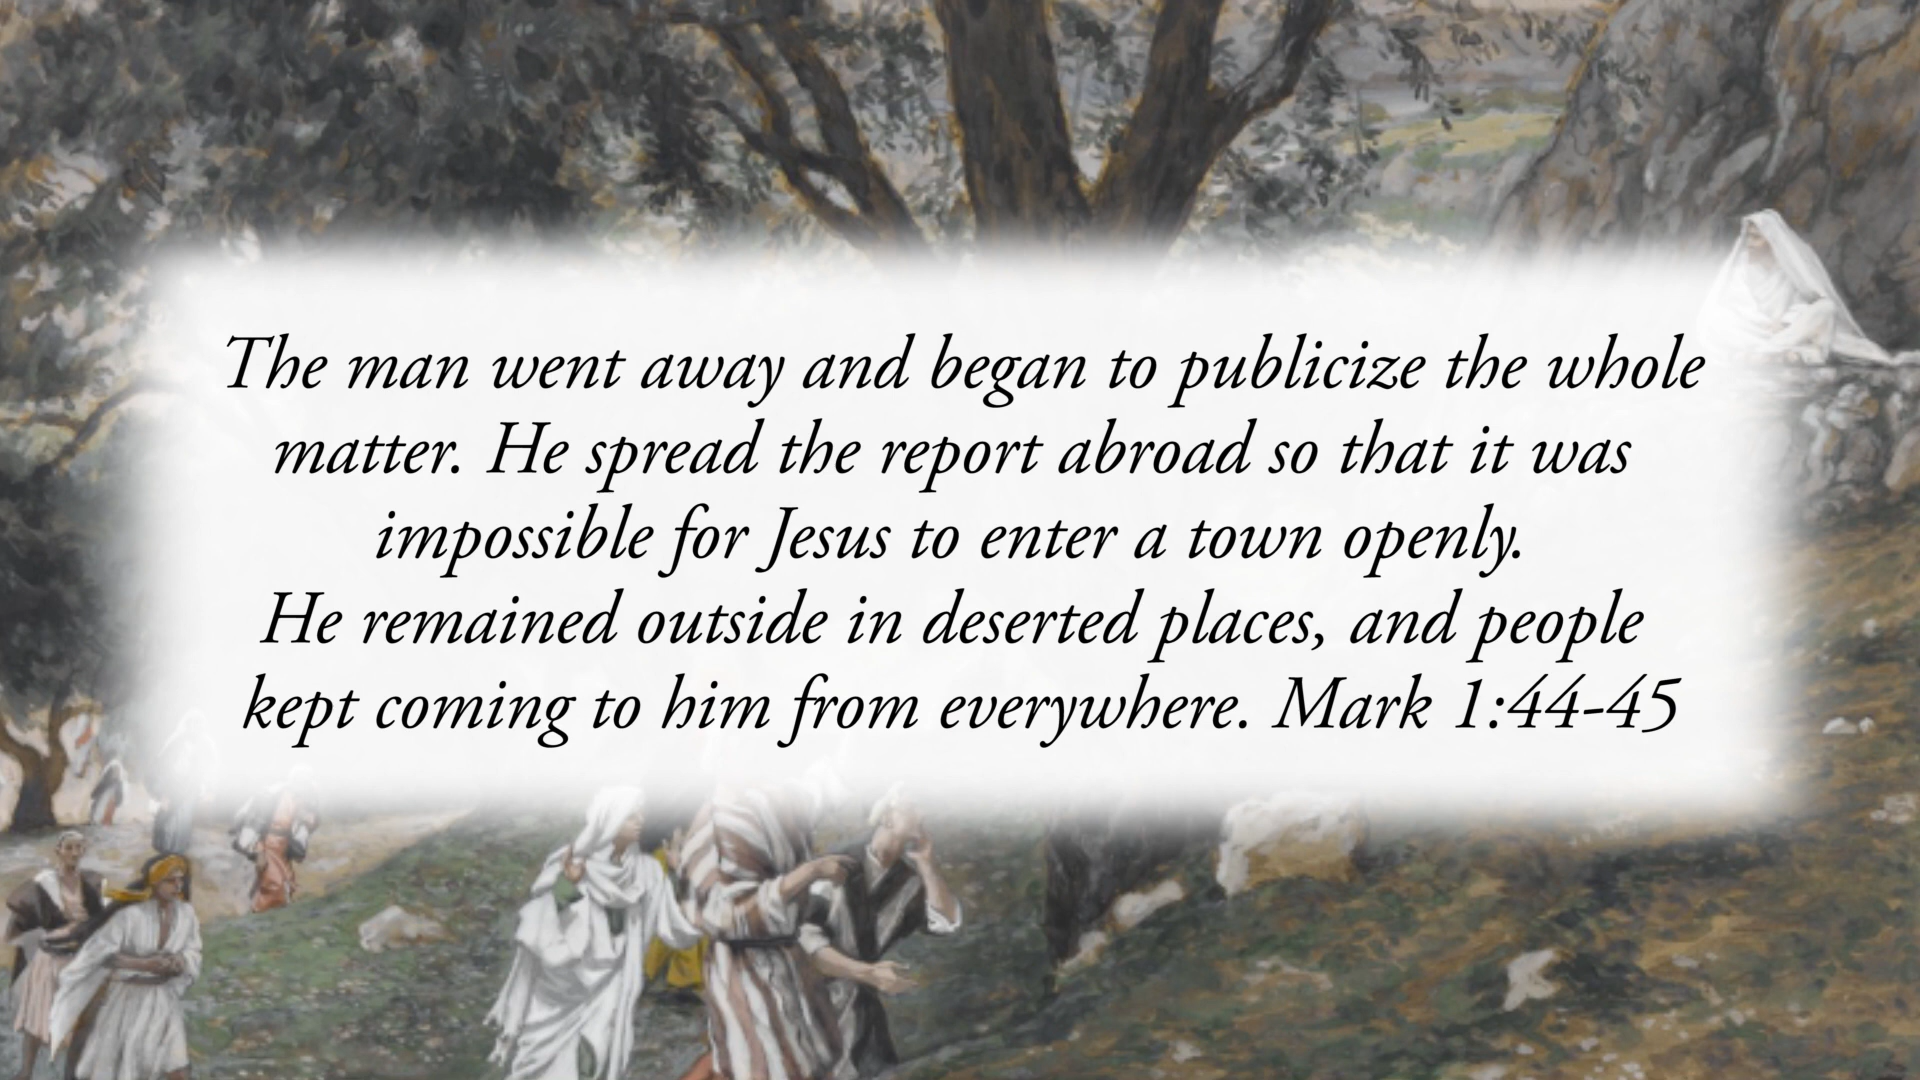 The man went away and began to publicize the whole
matter. He spread the report abroad so that it was
impossible for Jesus to enter a town openly.
He remained outside in deserted places, and people
kept coming to him from everywhere. Mark 1:44-45